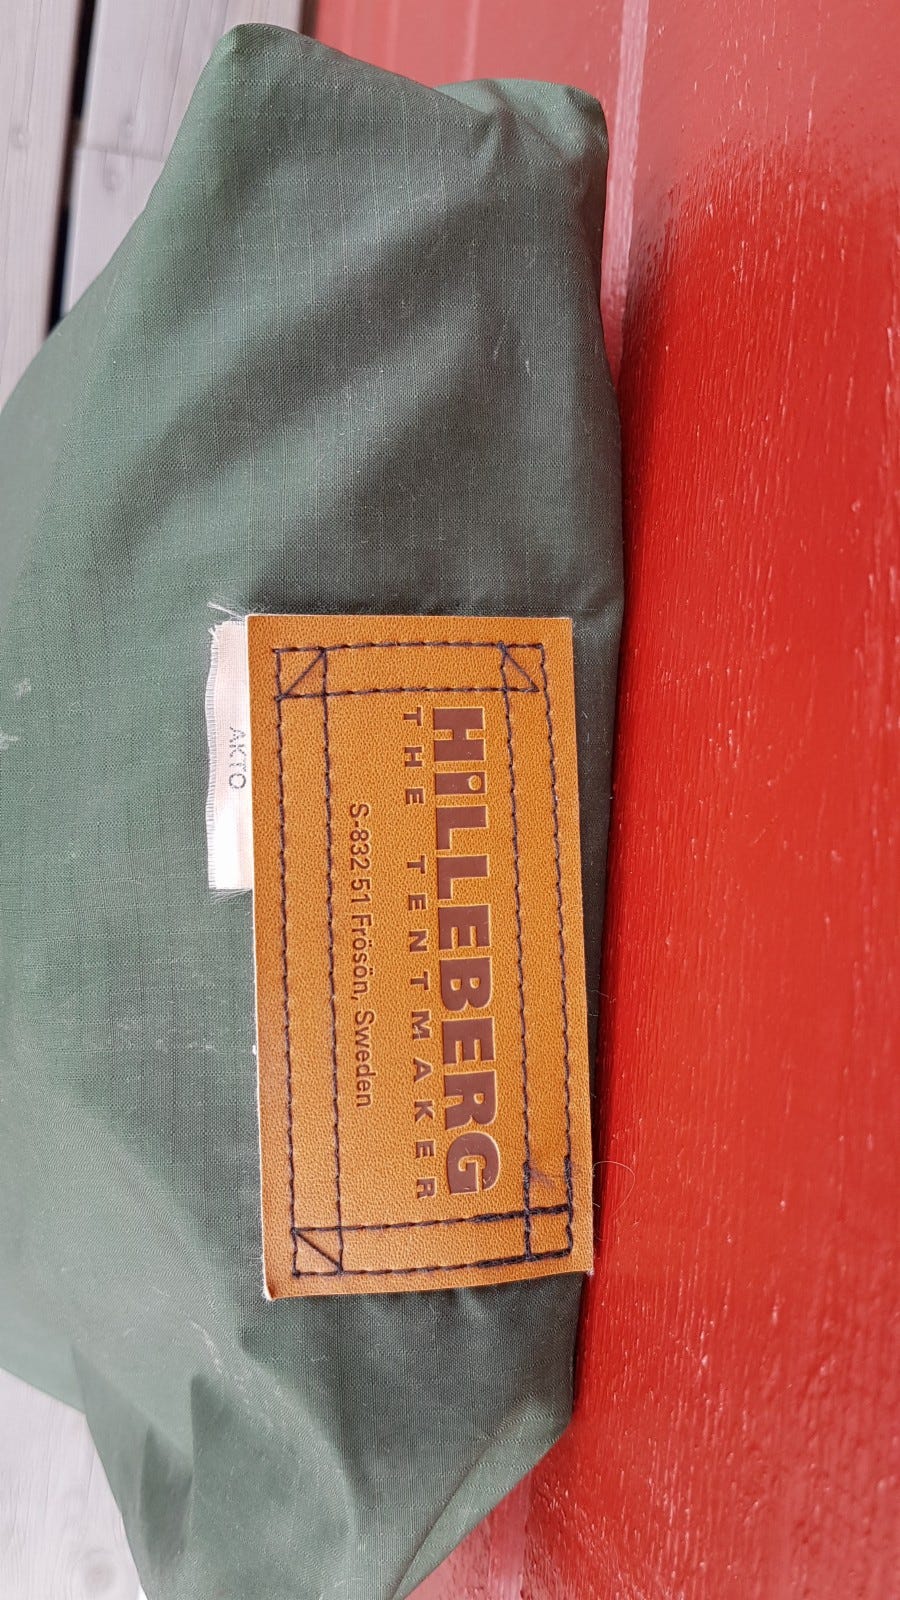 HILLEBERG
THE TENTMAKER
S-832 51 Frösön, Sweden
AKTO